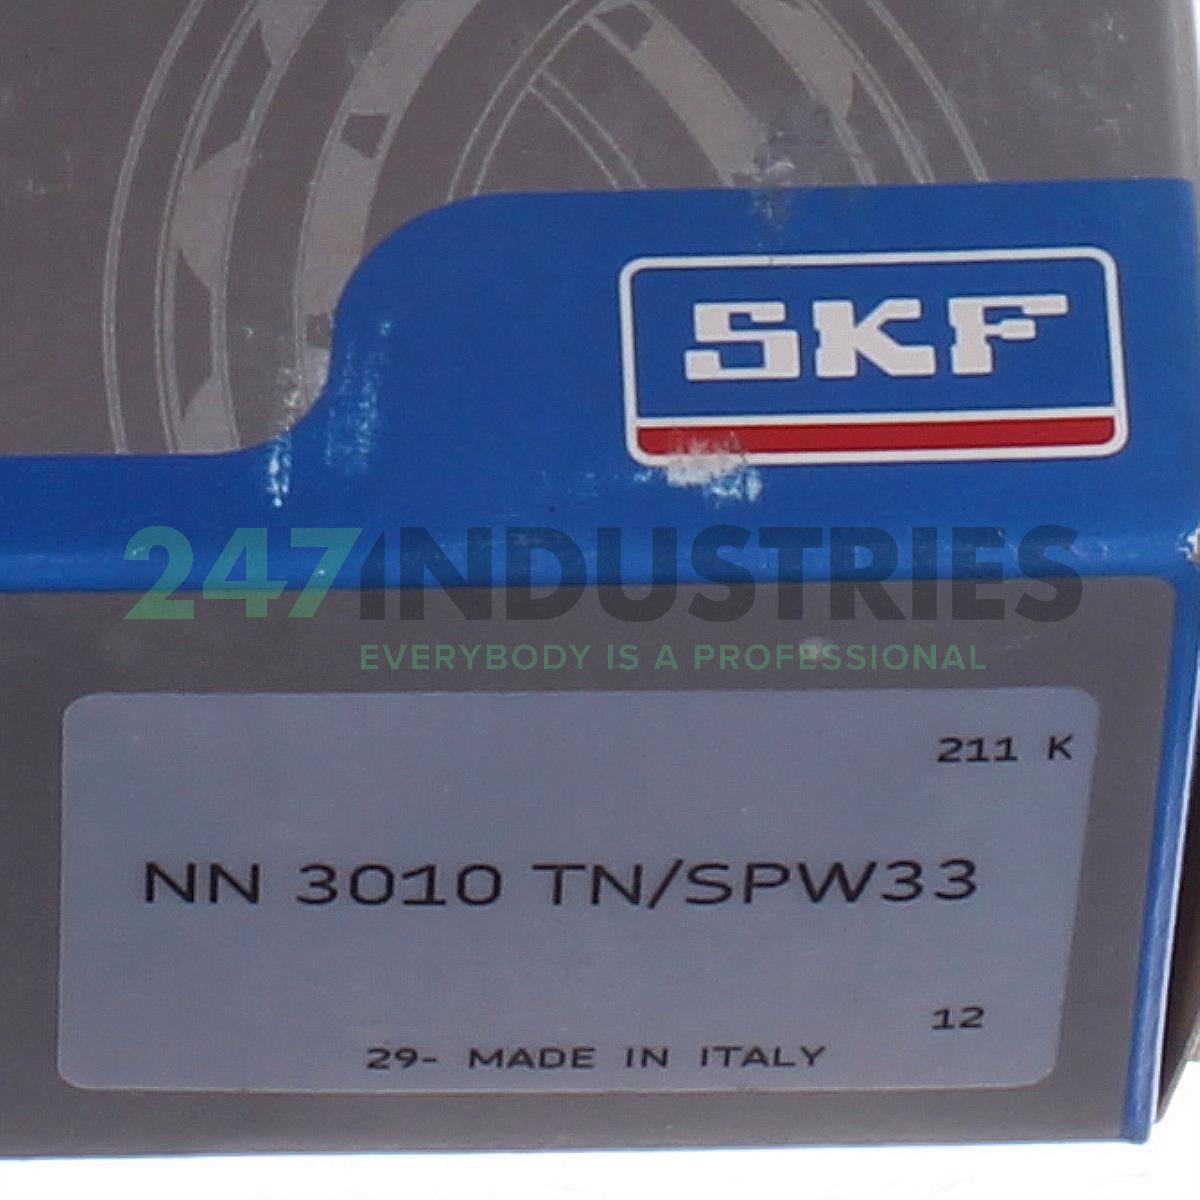 SKF
247INDUSTRIES
EVERYBODY IS A PROFESSIONAL
211 K
NN 3010 TN/SPW33
12
29- MADE IN ITALY